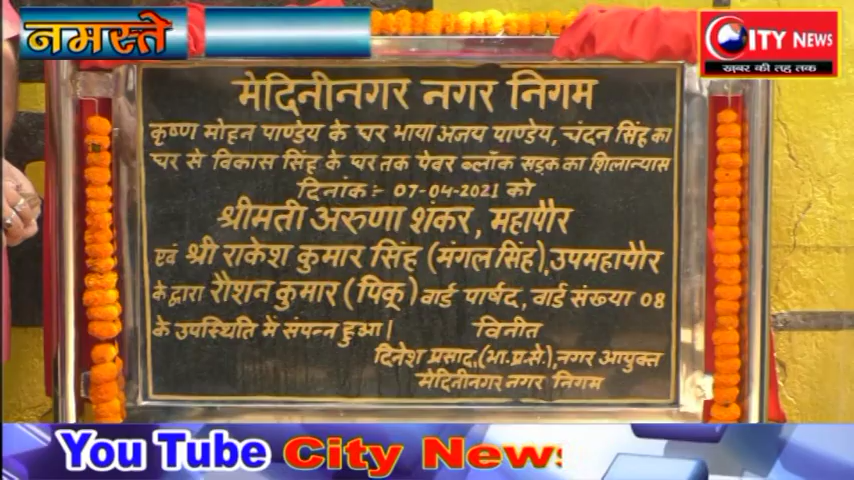 नमस्ते
CITY NEWS
ख़बर की तह तक
मेदिनीनगर नगर निगम
कृष्ण मोहन पाण्डेय के घर भाया अजय पाण्डेय, चंदन सिंह का
घर से विकास सिंह के घर तक पेवर ब्लॉक सड़क का शिलान्यास
दिनांक :- 07-04-2021 को
श्रीमती अरुणा शंकर, महापौर
एवं श्री राकेश कुमार सिंह (मंगल सिंह), उपमहापौर
के द्वारा रौशन कुमार (पिंकू) वार्ड पार्षद, वार्ड संख्या 08
के उपस्थिति में संपन्न हुआ।
विनीत
दिनेश प्रसाद, (भा.प्र.से.), नगर आयुक्त
मेदिनीनगर नगर निगम
You Tube City News